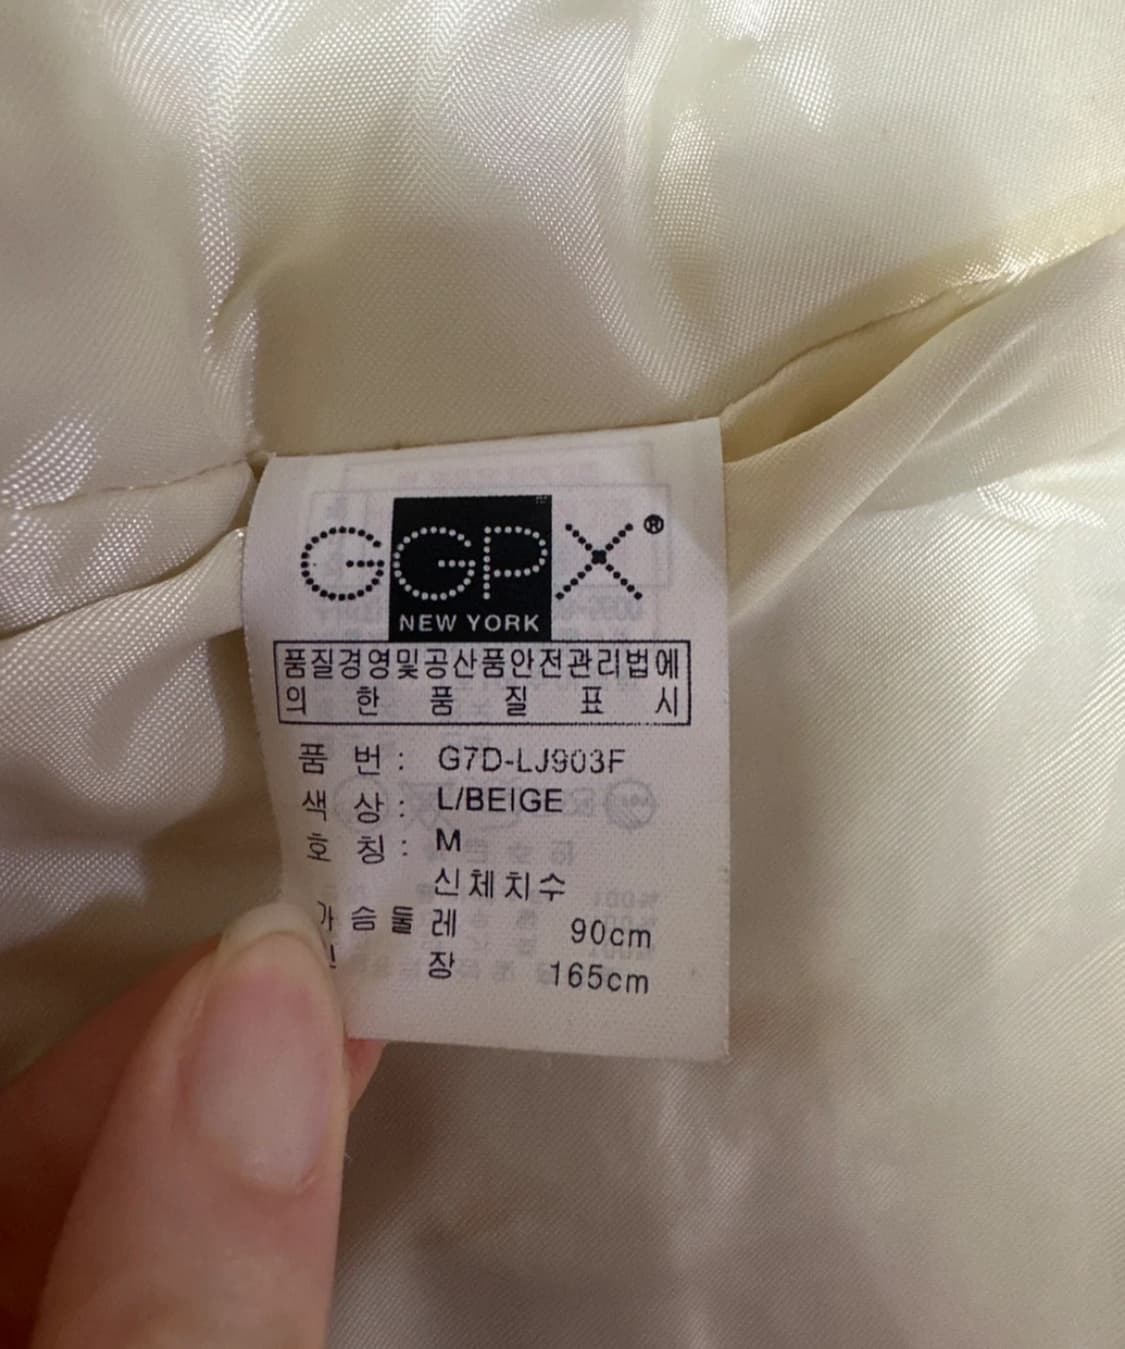 GGPX®
NEW YORK
품질경영및공산품안전관리법에
의 한 품 질 표 시
품 번 : G7D-LJ903F
색 상 : L/BEIGE
호 칭 : M
신체치수
가슴둘레 90cm
장 165cm